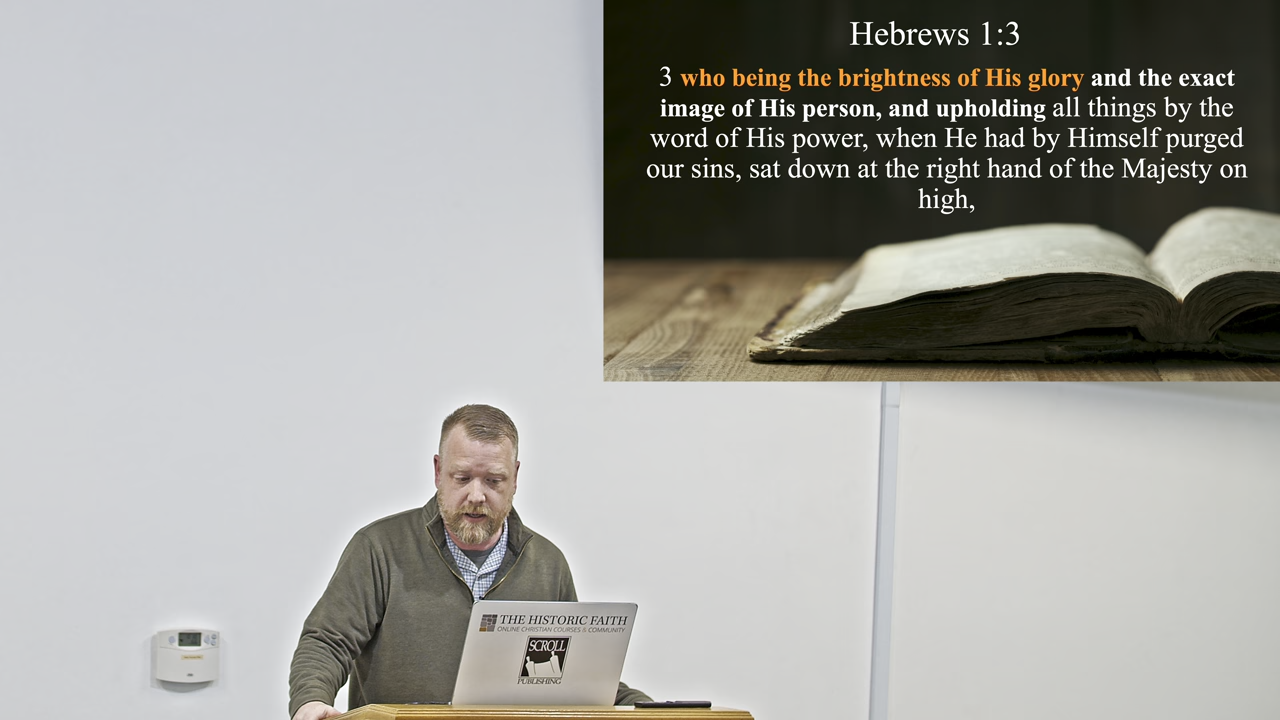 Hebrews 1:3
3 who being the brightness of His glory and the exact
image of His person, and upholding all things by the
word of His power, when He had by Himself purged
our sins, sat down at the right hand of the Majesty on
high,
THE HISTORIC FAITH
ONLINE CHRISTIAN COURSES & COMMUNITY
SCROLL
PUBLISHING